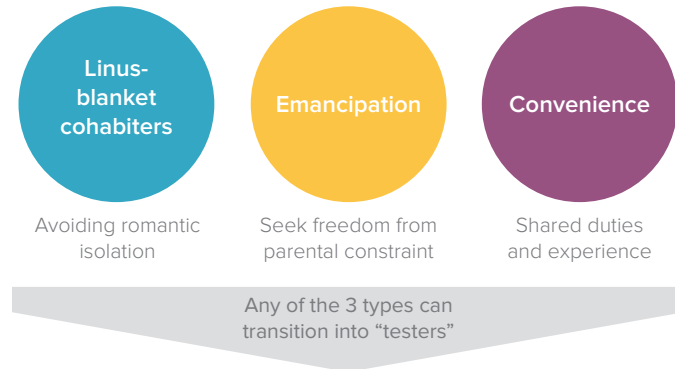 Linus-
blanket
cohabiters
Emancipation
Convenience
Avoiding romantic
isolation
Seek freedom from
parental constraint
Shared duties
and experience
Any of the 3 types can
transition into “testers”